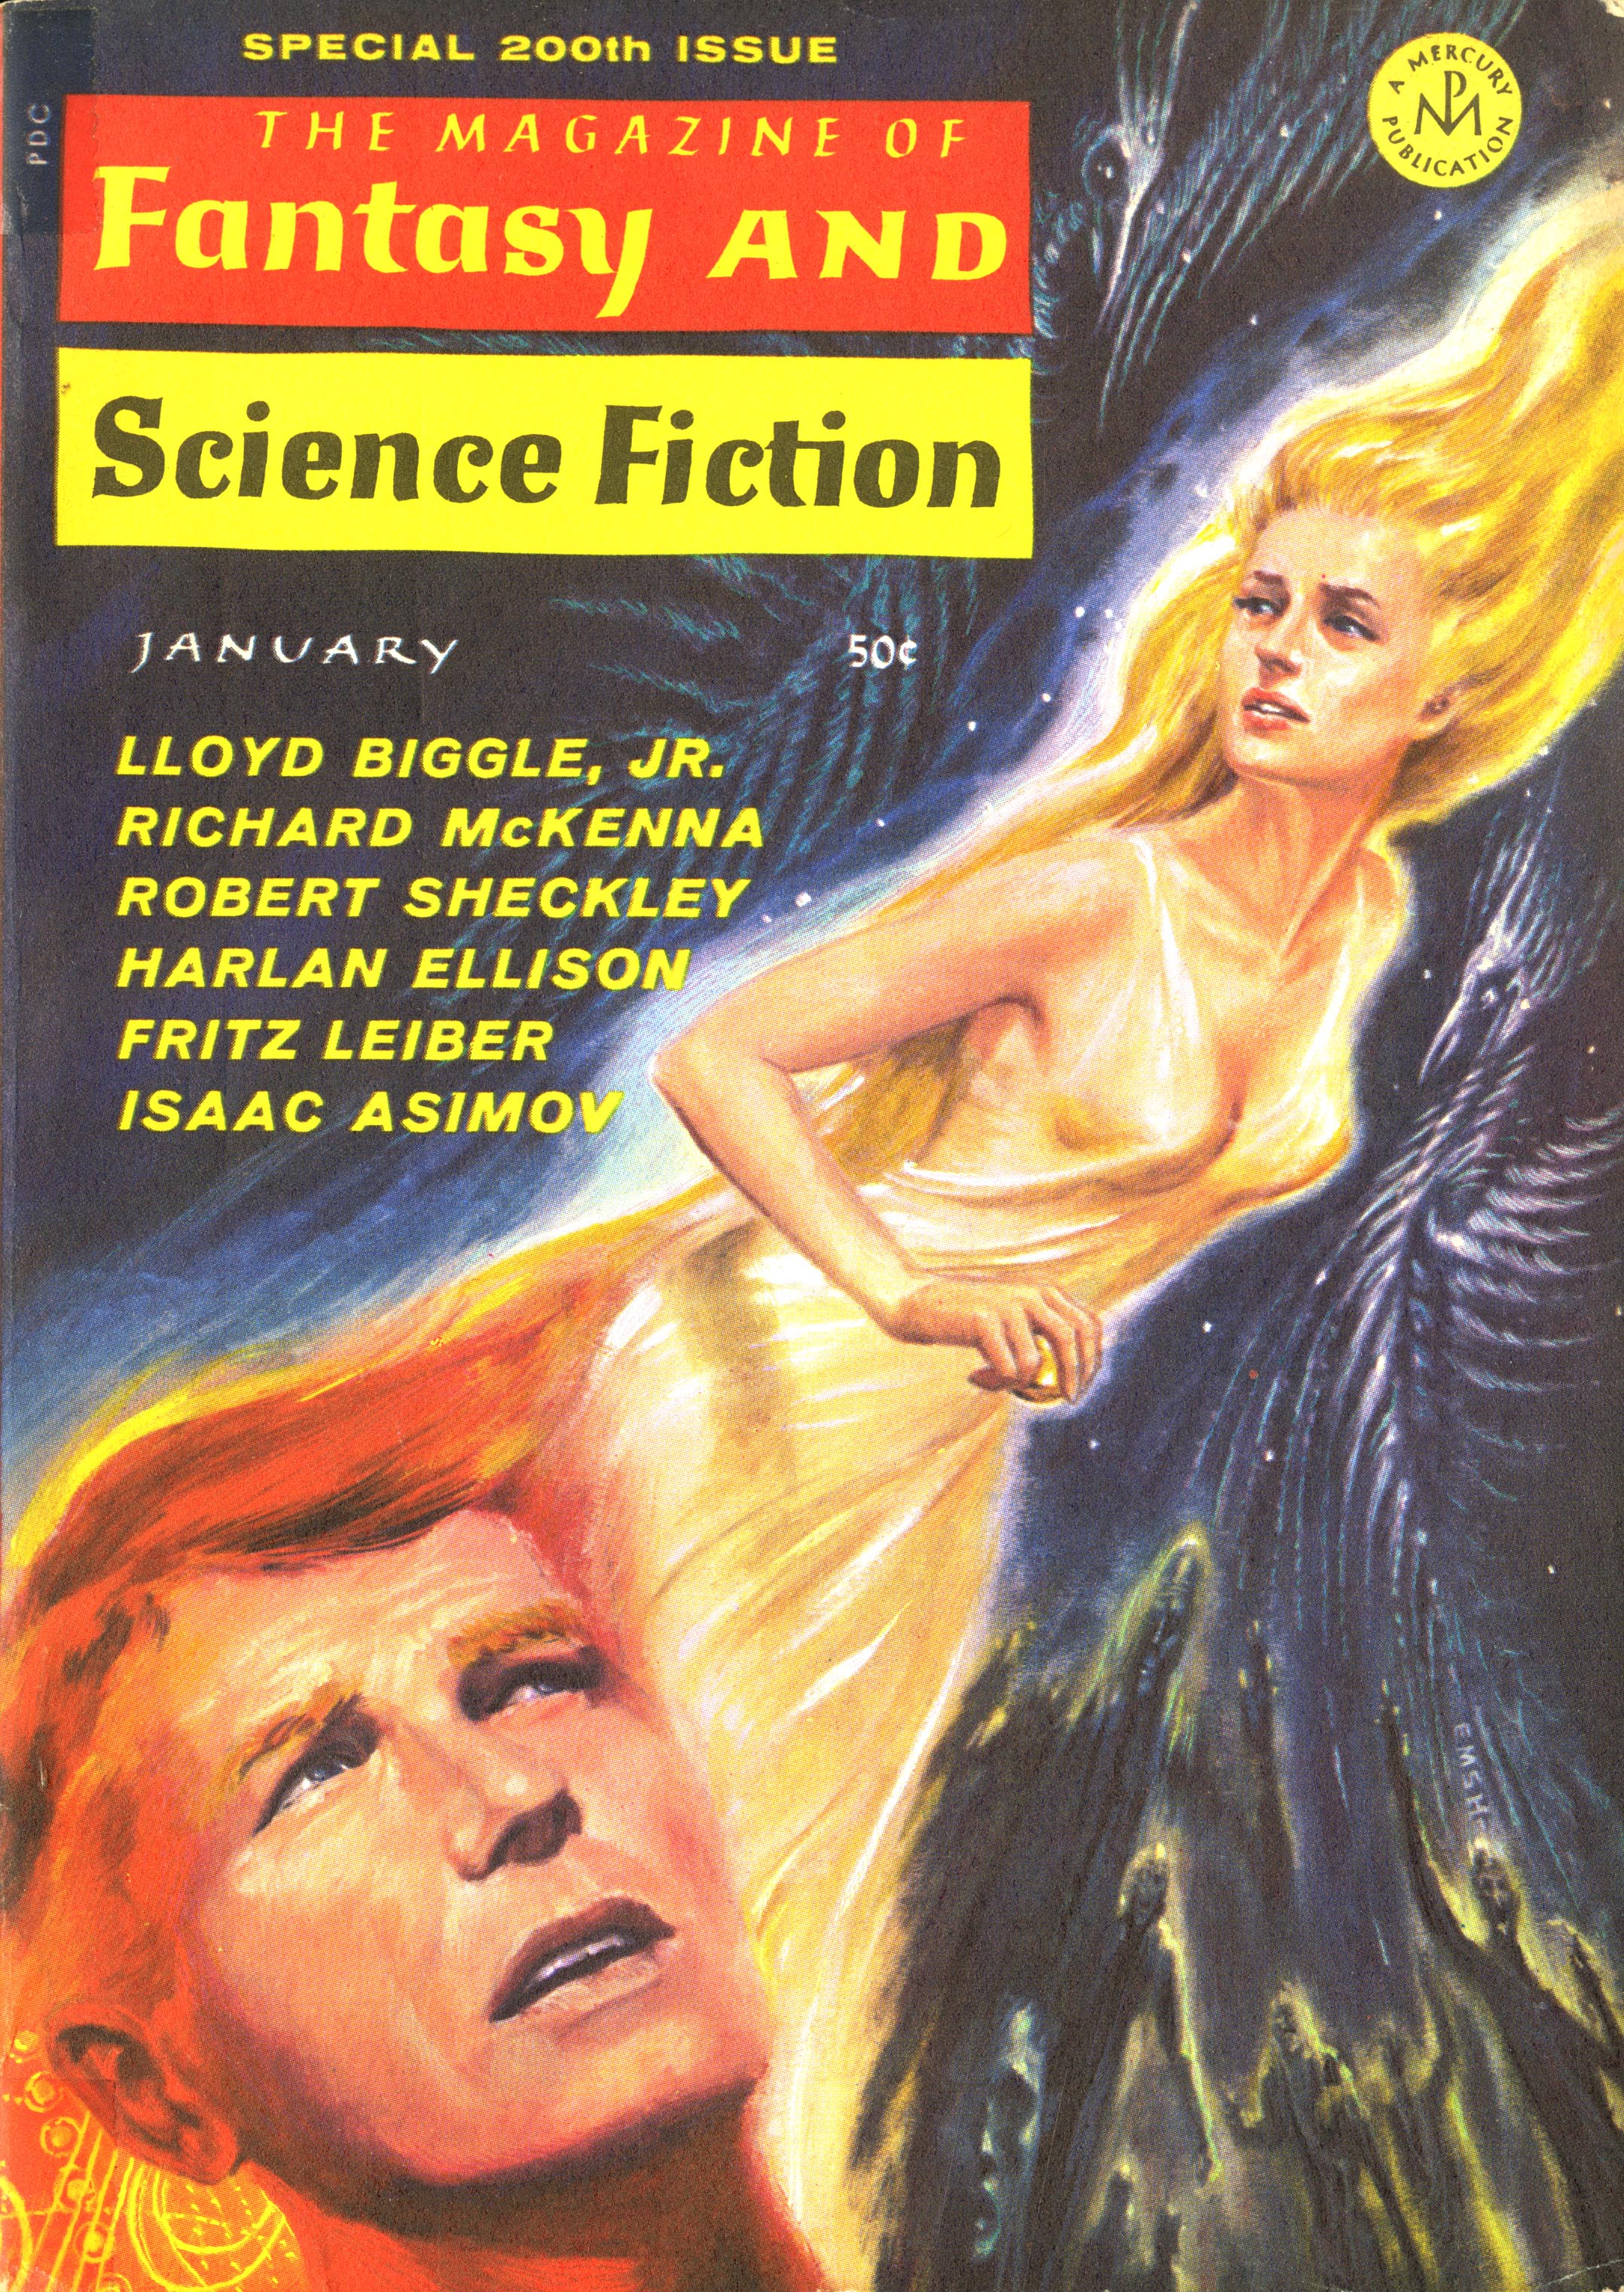 SPECIAL 200th ISSUE
PDC
THE MAGAZINE OF
Fantasy AND
Science Fiction
A MERCURY PUBLICATION
PM
JANUARY 50¢
LLOYD BIGGLE, JR.
RICHARD McKENNA
ROBERT SHECKLEY
HARLAN ELLISON
FRITZ LEIBER
ISAAC ASIMOV
EMSH